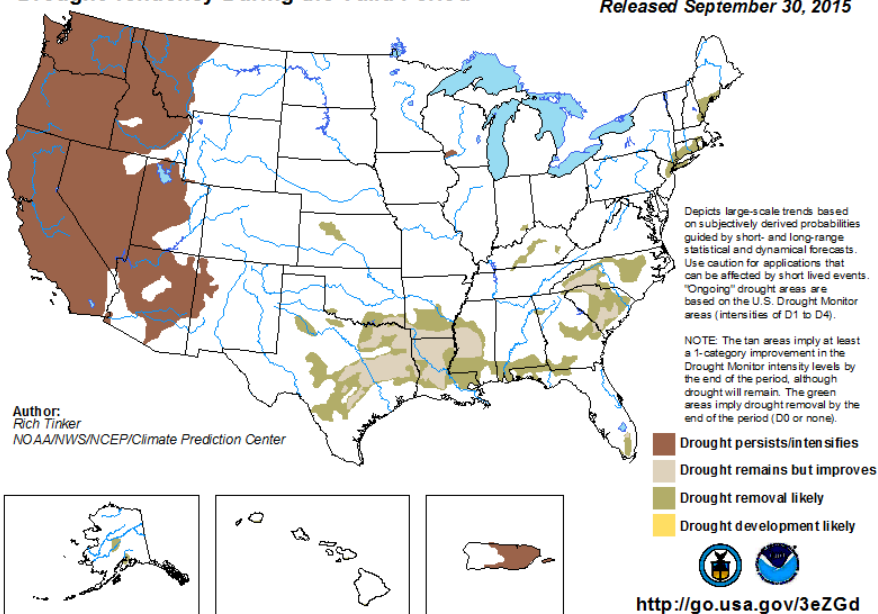 Drought Tendency During the Valid Period
Released September 30, 2015
Depicts large-scale trends based
on subjectively derived probabilities
guided by short- and long-range
statistical and dynamical forecasts.
Use caution for applications that
can be affected by short lived events.
"Ongoing" drought areas are
based on the U.S. Drought Monitor
areas (intensities of D1 to D4).
NOTE: The tan areas imply at least
a 1-category improvement in the
Drought Monitor intensity levels by
the end of the period, although
drought will remain. The green
areas imply drought removal by the
end of the period (D0 or none).
Author:
Rich Tinker
NOAA/NWS/NCEP/Climate Prediction Center
Drought persists/intensifies
Drought remains but improves
Drought removal likely
Drought development likely
http://go.usa.gov/3eZGd